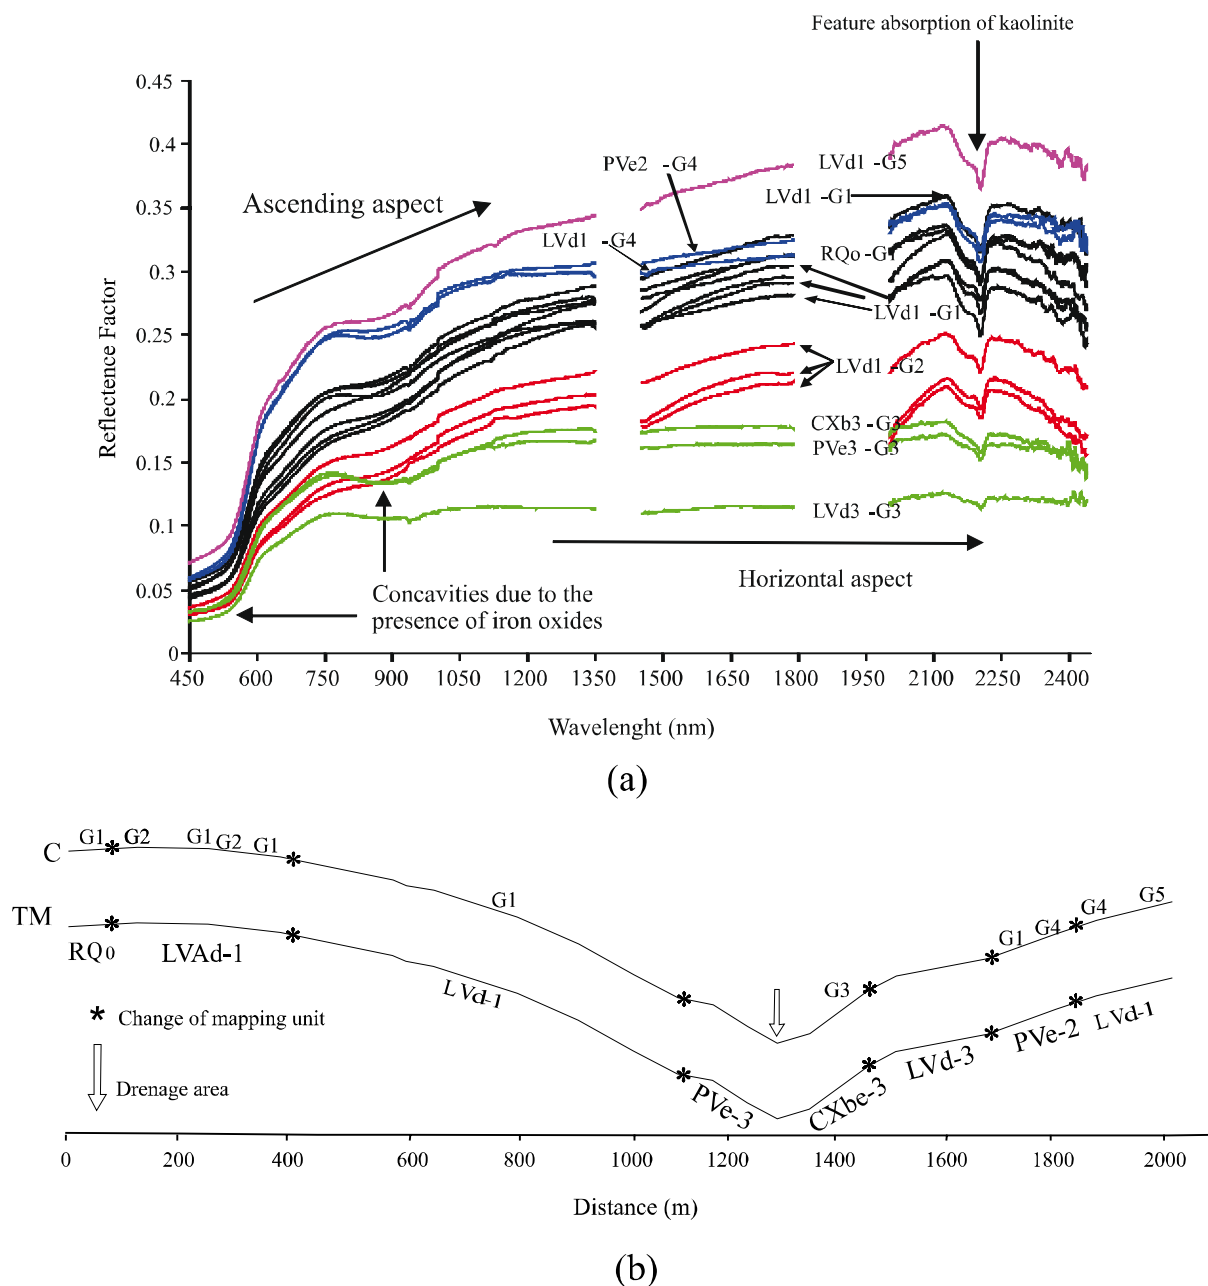 Feature absorption of kaolinite
0.45
0.4
0.35
0.3
0.25
0.2
0.15
0.1
0.05
0
Reflectence Factor
Ascending aspect
PVe2 -G4
LVd1 -G4
LVd1 -G5
LVd1 -G1
RQo -G1
LVd1 -G1
LVd1 -G2
CXb3 -G3
PVe3 -G3
LVd3 -G3
Horizontal aspect
Concavities due to the
presence of iron oxides
450 600 750 900 1050 1200 1350 1500 1650 1800 1950 2100 2250 2400
Wavelenght (nm)
(a)
C G1 G2 G1 G2 G1 G1 G3 G1 G4 G4 G5
TM RQo LVAd-1 LVd-1 PVe-3 CXbe-3 LVd-3 PVe-2 LVd-1
* Change of mapping unit
Drenage area
0 200 400 600 1000 1200 1400 1600 1800 2000
Distance (m)
(b)